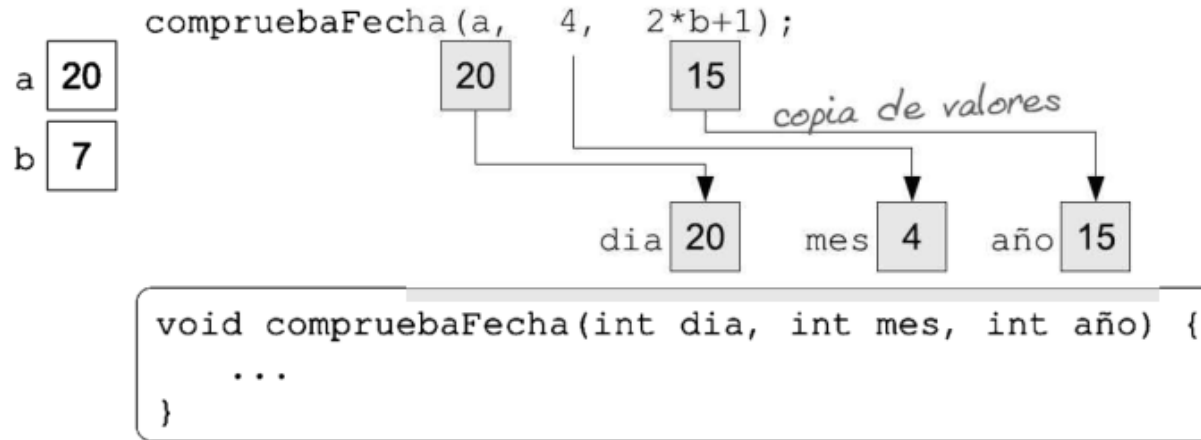 compruebaFecha(a, 4, 2*b+1);
a 20 20 15
copia de valores
b 7
dia 20 mes 4 año 15
void compruebaFecha(int dia, int mes, int año) {
...
}